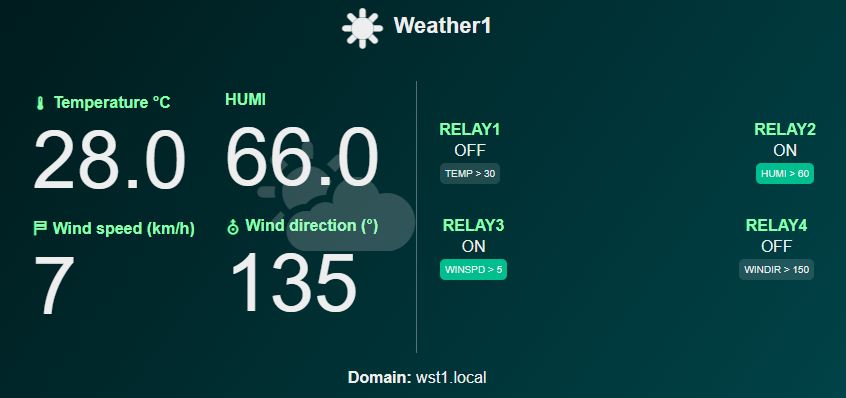 Weather1
Temperature °C
28.0
HUMI
66.0
Wind speed (km/h)
7
Wind direction (°)
135
RELAY1
OFF
TEMP > 30
RELAY2
ON
HUMI > 60
RELAY3
ON
WINSPD > 5
RELAY4
OFF
WINDIR > 150
Domain: wst1.local